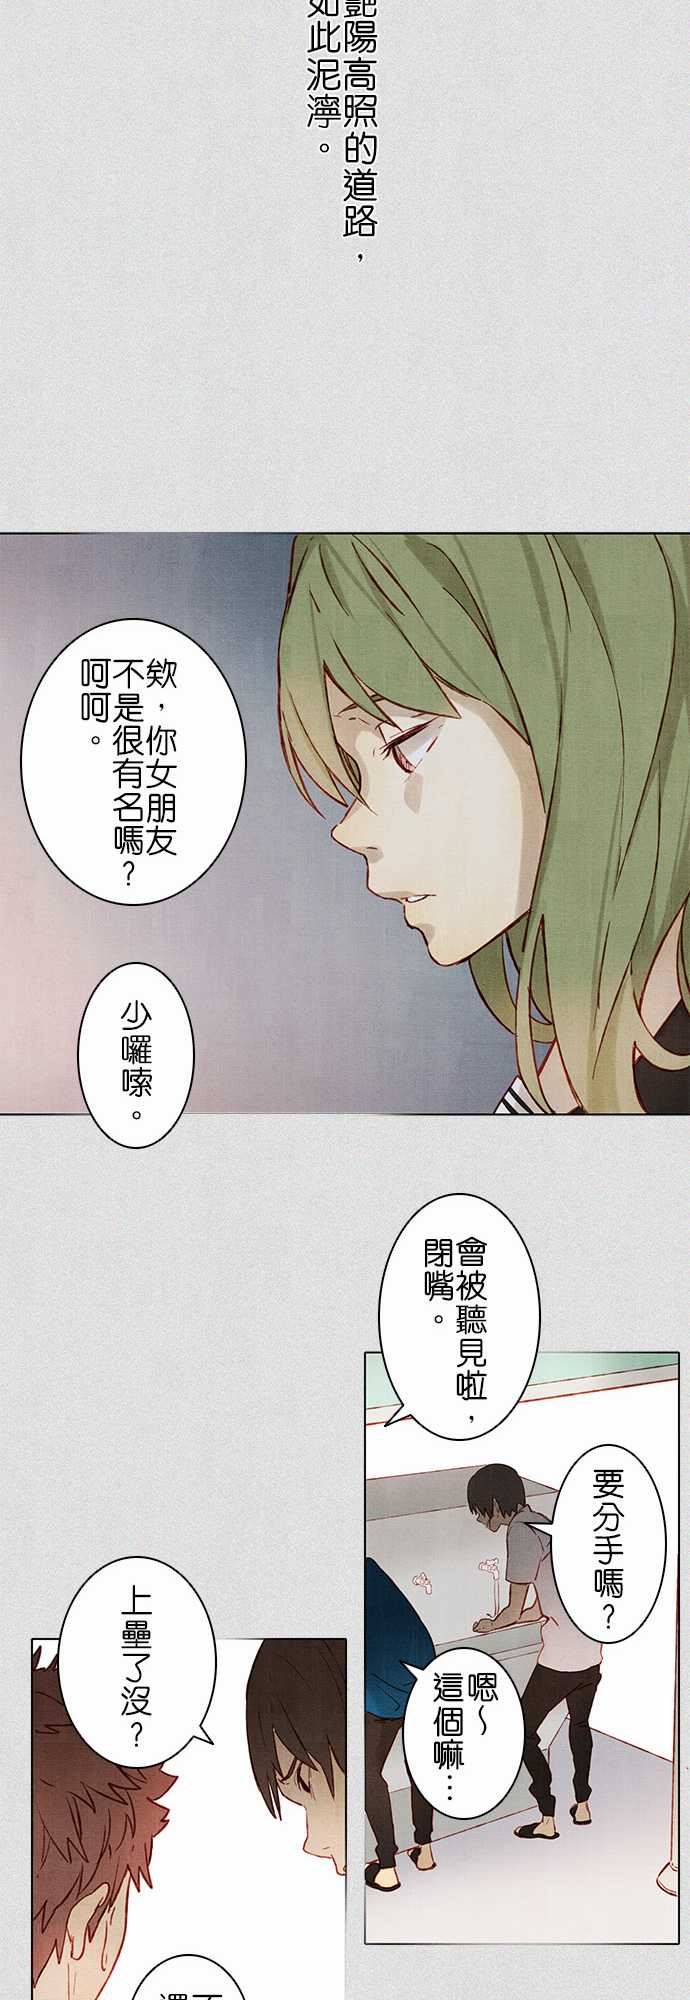 艷陽高照的道路，
如此泥濘。
欸，你女朋友
不是很有名嗎？
呵呵。
少囉嗦。
會被聽見啦，
閉嘴。
要分手嗎？
嗯～
這個嘛…
上壘了沒？